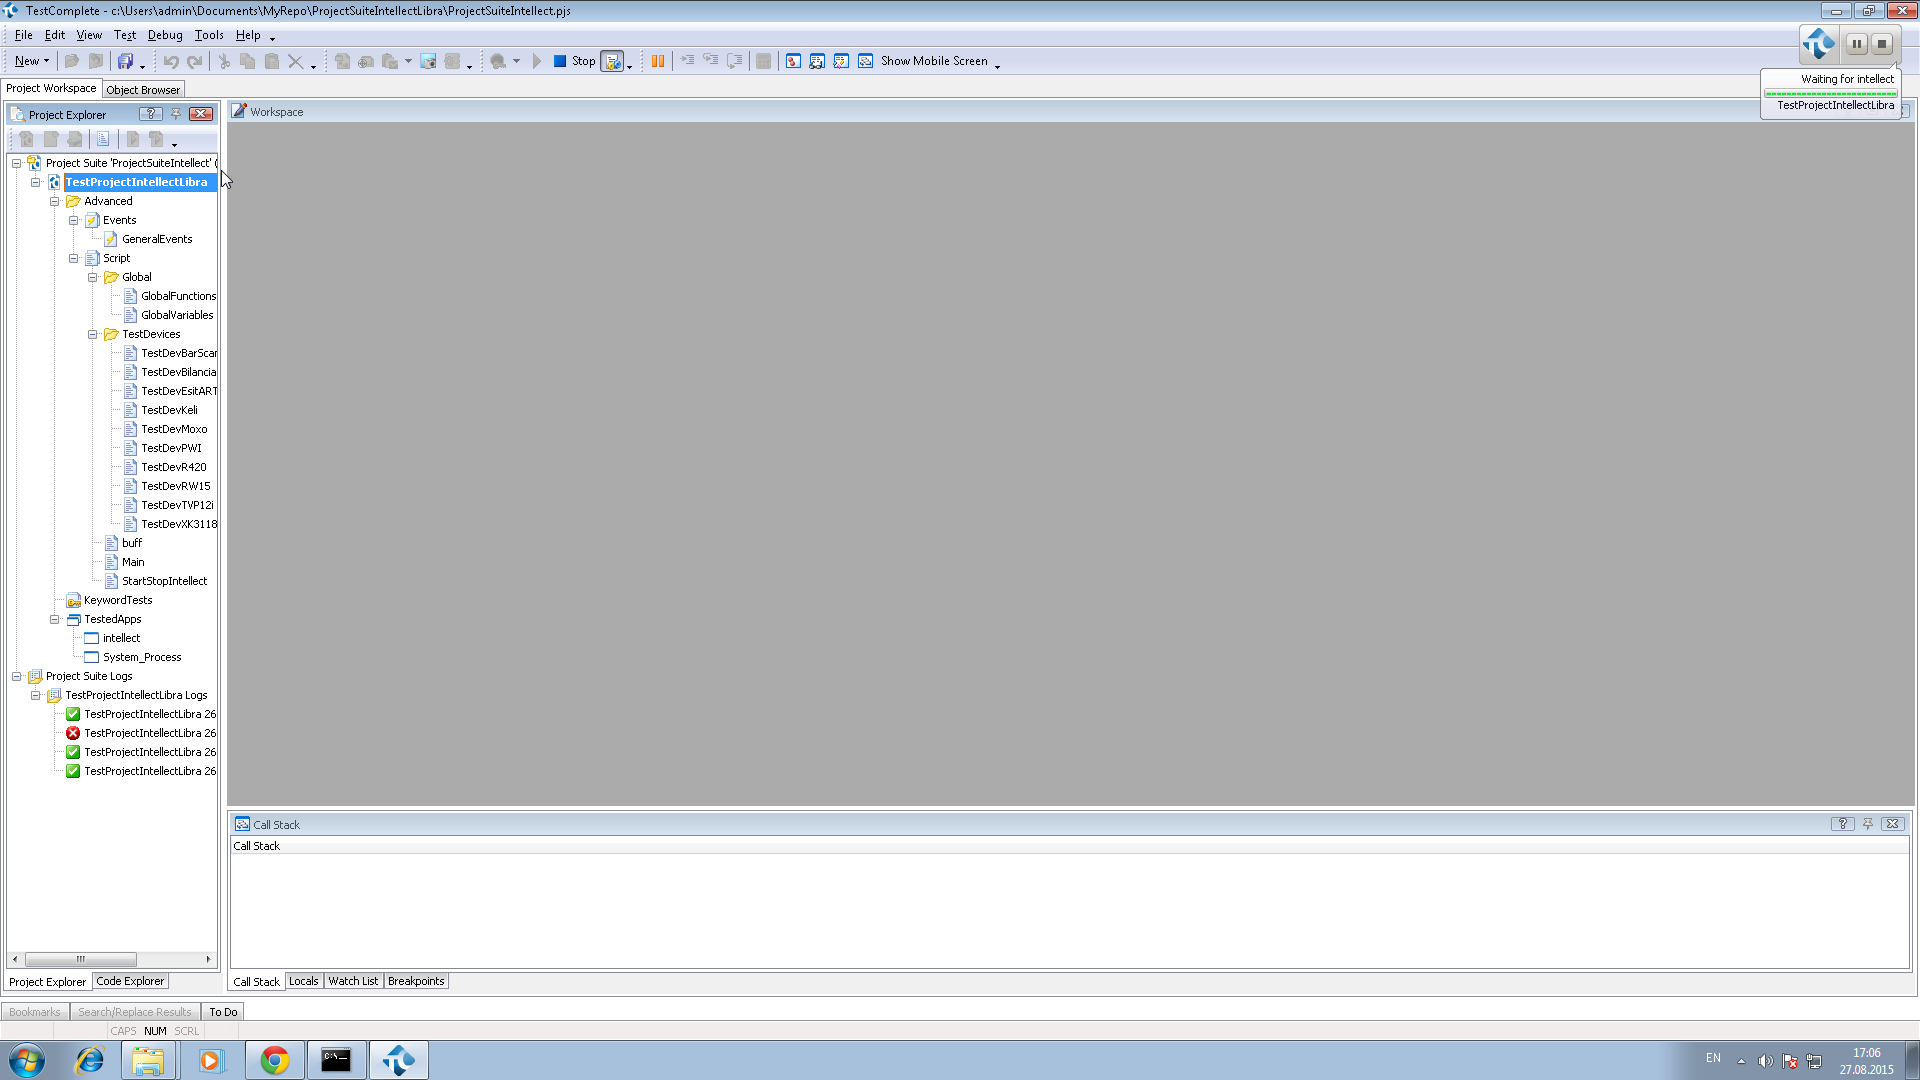 TestComplete - c:\Users\admin\Documents\MyRepo\ProjectSuiteIntellectLibra\ProjectSuiteIntellect.pjs
File Edit View Test Debug Tools Help
New Stop Show Mobile Screen
Waiting for intellect
TestProjectIntellectLibra
Project Workspace Object Browser
Project Explorer
Workspace
Project Suite 'ProjectSuiteIntellect' (
TestProjectIntellectLibra
Advanced
Events
GeneralEvents
Script
Global
GlobalFunctions
GlobalVariables
TestDevices
TestDevBarScan
TestDevBilancia
TestDevEsitART
TestDevKeli
TestDevMoxo
TestDevPWI
TestDevR420
TestDevRW15
TestDevTVP12i
TestDevXK3118
buff
Main
StartStopIntellect
KeywordTests
TestedApps
intellect
System_Process
Project Suite Logs
TestProjectIntellectLibra Logs
TestProjectIntellectLibra 26
TestProjectIntellectLibra 26
TestProjectIntellectLibra 26
TestProjectIntellectLibra 26
Call Stack
Call Stack
Project Explorer Code Explorer
Call Stack Locals Watch List Breakpoints
Bookmarks Search/Replace Results To Do
CAPS NUM SCRL
EN
17:06
27.08.2015